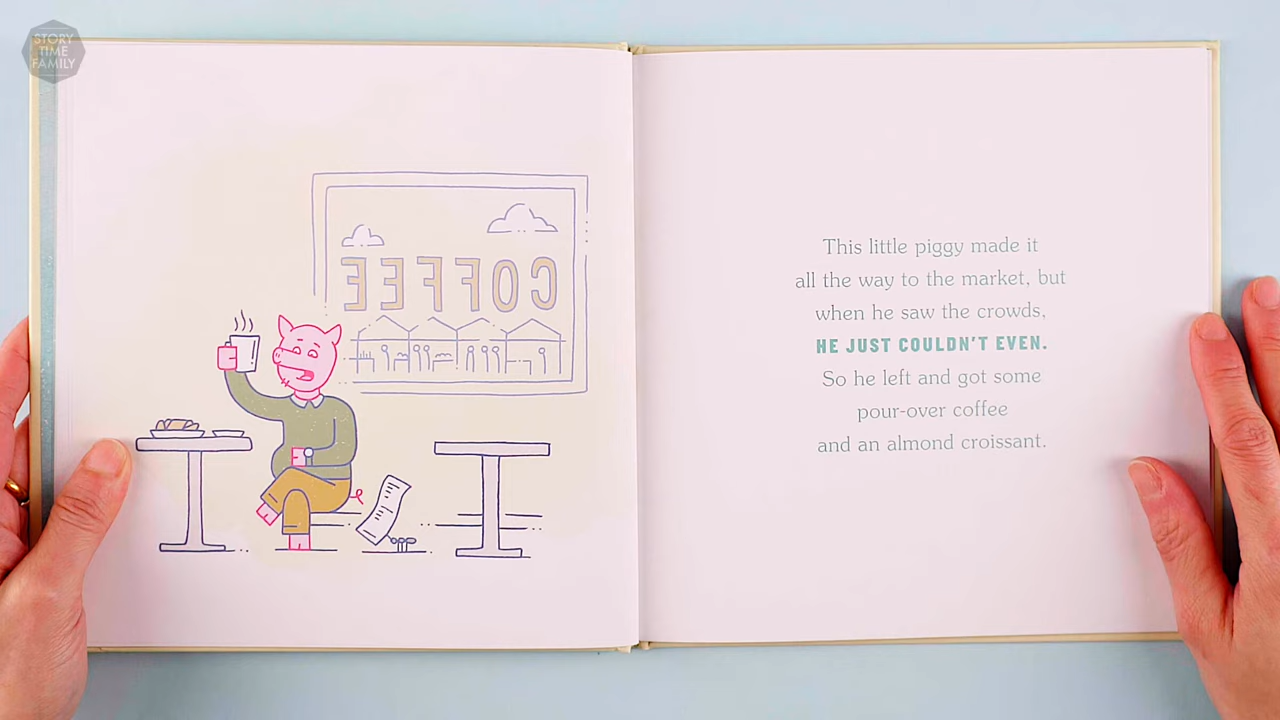 STORY
TIME
FAMILY
COFFEE
This little piggy made it
all the way to the market, but
when he saw the crowds,
HE JUST COULDN'T EVEN.
So he left and got some
pour-over coffee
and an almond croissant.